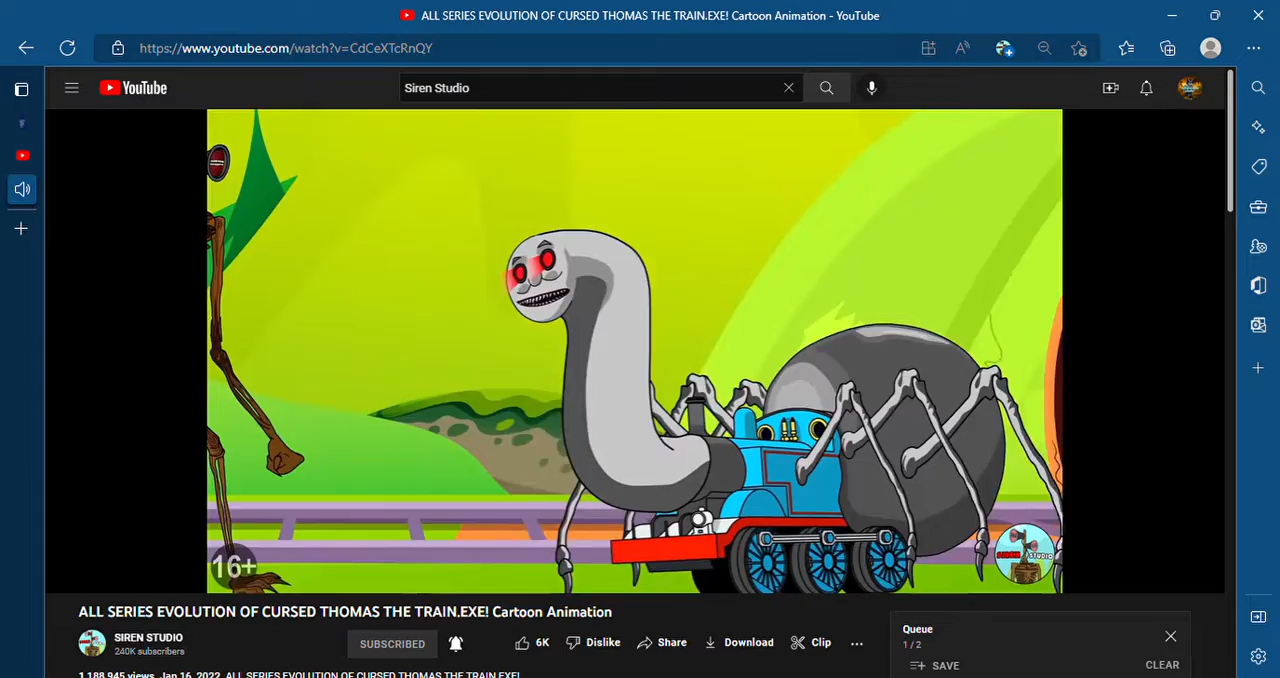 ALL SERIES EVOLUTION OF CURSED THOMAS THE TRAIN.EXE! Cartoon Animation - YouTube
https://www.youtube.com/watch?v=CdCeXTcRnQY
YouTube
Siren Studio
16+
SIREN STUDIO
ALL SERIES EVOLUTION OF CURSED THOMAS THE TRAIN.EXE! Cartoon Animation
SIREN STUDIO
240K subscribers
SUBSCRIBED
6K
Dislike
Share
Download
Clip
Queue
1 / 2
SAVE
CLEAR
1,188,945 views Jan 16, 2022 ALL SERIES EVOLUTION OF CURSED THOMAS THE TRAIN.EXE!